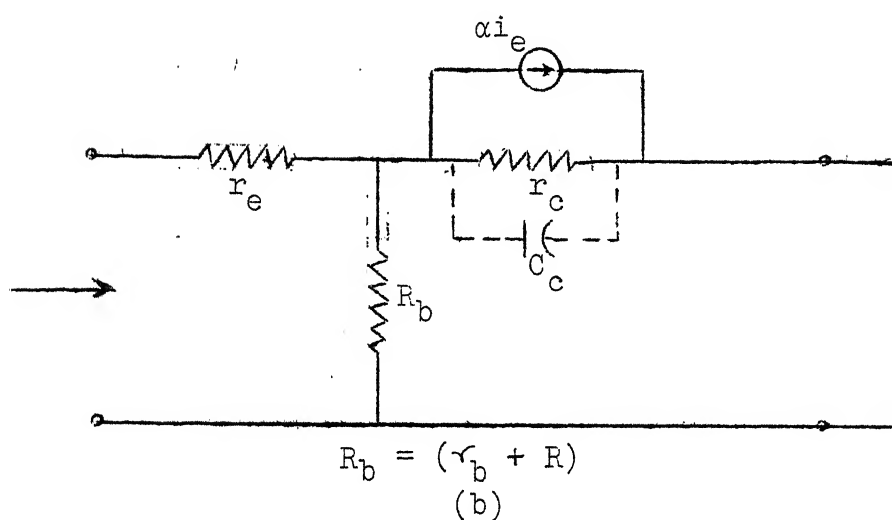 αi_e
r_e
r_c
C_c
R_b
R_b = (r_b + R)
(b)